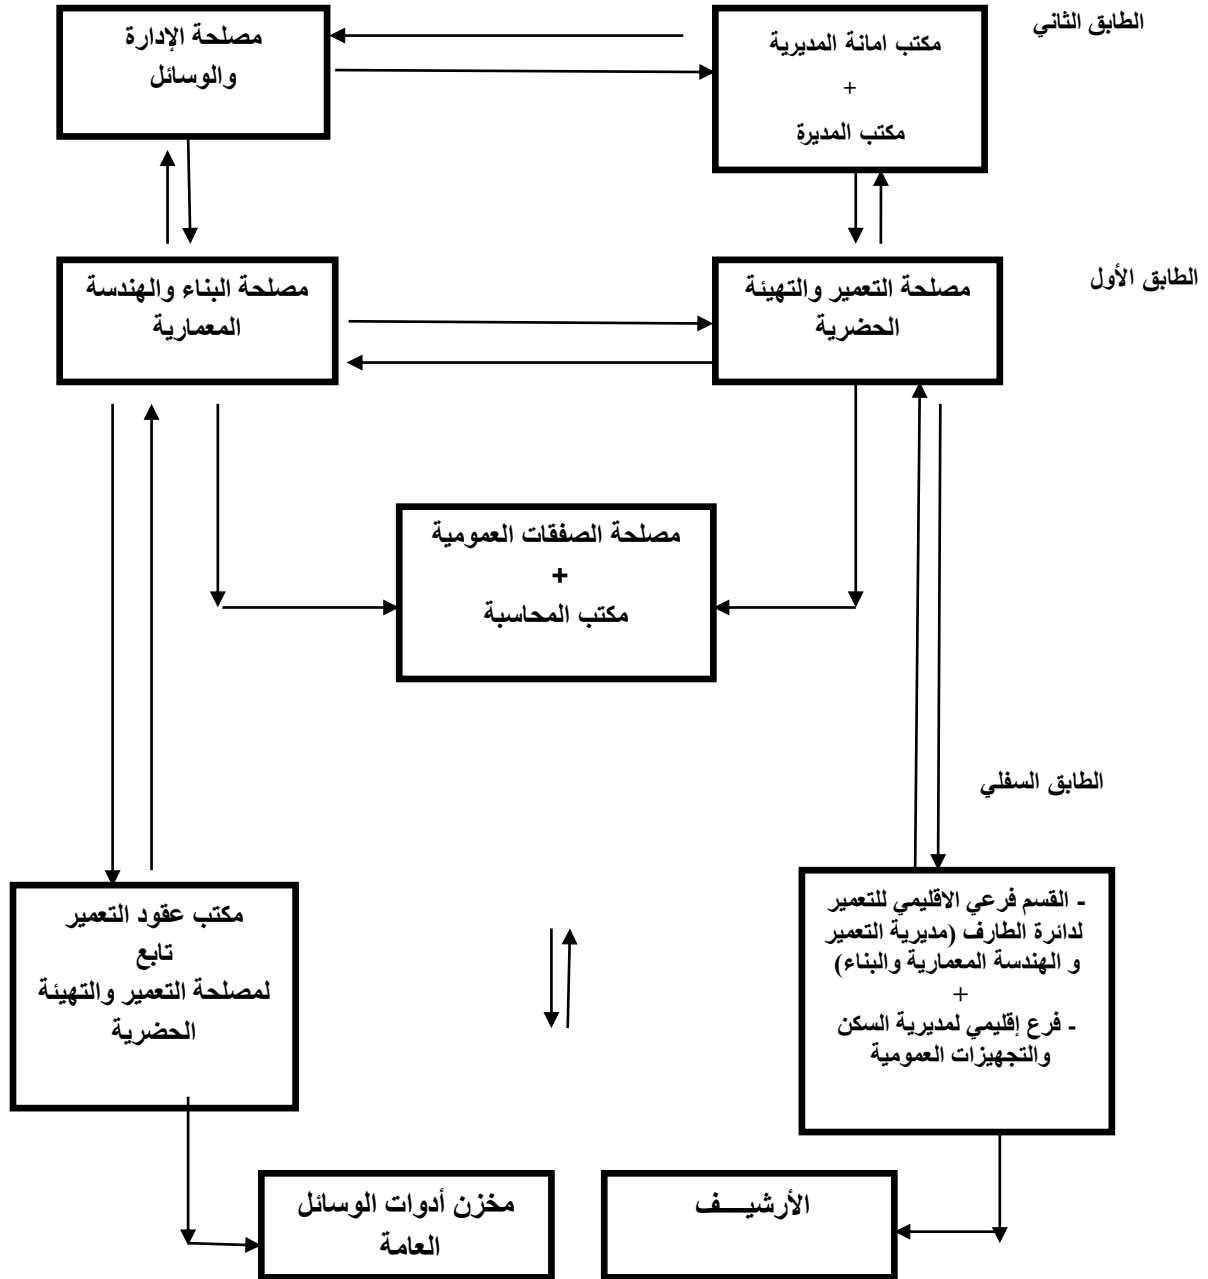 الطابق الثاني
مكتب امانة المديرية
+
مكتب المديرة
مصلحة الإدارة
والوسائل
الطابق الأول
مصلحة التعمير والتهيئة
الحضرية
مصلحة البناء والهندسة
المعمارية
مصلحة الصفقات العمومية
+
مكتب المحاسبة
الطابق السفلي
- القسم فرعي الاقليمي للتعمير
لدائرة الطارف (مديرية التعمير
و الهندسة المعمارية والبناء)
+
- فرع إقليمي لمديرية السكن
والتجهيزات العمومية
مكتب عقود التعمير
تابع
لمصلحة التعمير والتهيئة
الحضرية
الأرشيـــف
مخزن أدوات الوسائل
العامة